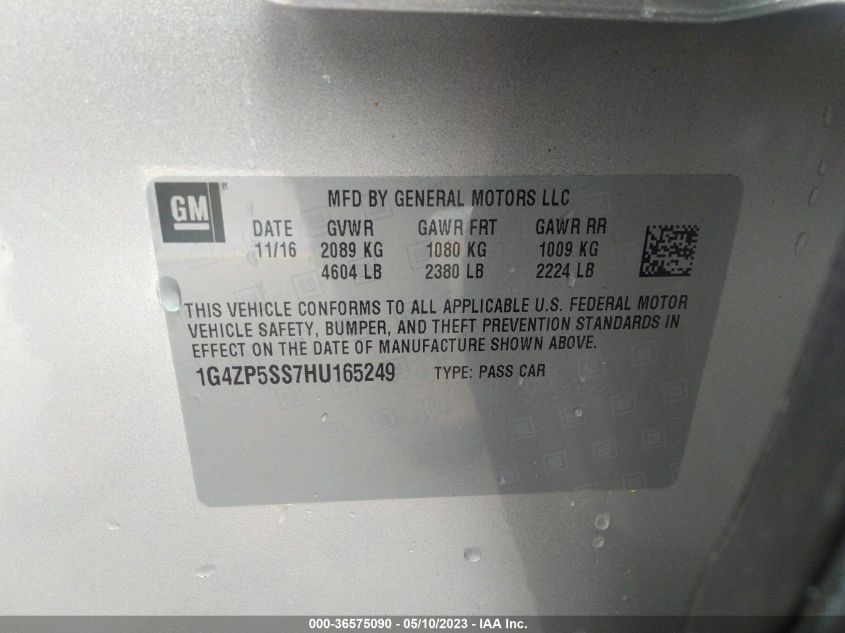 GM ®
MFD BY GENERAL MOTORS LLC
DATE GVWR GAWR FRT GAWR RR
11/16 2089 KG 1080 KG 1009 KG
4604 LB 2380 LB 2224 LB
THIS VEHICLE CONFORMS TO ALL APPLICABLE U.S. FEDERAL MOTOR
VEHICLE SAFETY, BUMPER, AND THEFT PREVENTION STANDARDS IN
EFFECT ON THE DATE OF MANUFACTURE SHOWN ABOVE.
1G4ZP5SS7HU165249 TYPE: PASS CAR
000-36575090 - 05/10/2023 - IAA Inc.